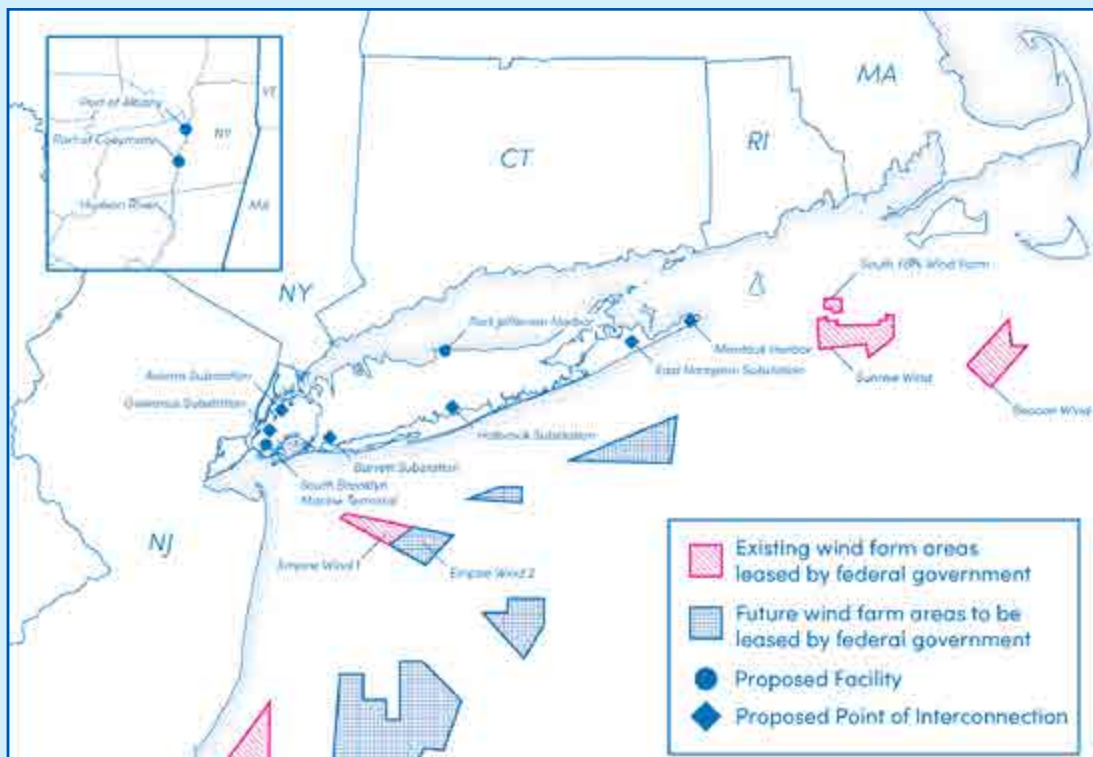 Port of Albany
Port of Coeymans
Hudson River
VT
NY
MA
MA
CT
RI
NY
NJ
South Fork Wind Farm
Port Jefferson Harbor
Montauk Harbor
East Hampton Substation
Sunrise Wind
Beacon Wind
Astoria Substation
Gowanus Substation
Holbrook Substation
Barrett Substation
South Brooklyn
Marine Terminal
Empire Wind 1
Empire Wind 2
Existing wind farm areas
leased by federal government
Future wind farm areas to be
leased by federal government
Proposed Facility
Proposed Point of Interconnection